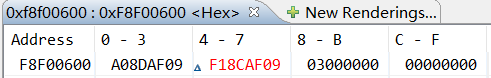 0xf8f00600 : 0xF8F00600 <Hex> New Renderings...
Address 0 - 3 4 - 7 8 - B C - F
F8F00600 A08DAF09 F18CAF09 03000000 00000000